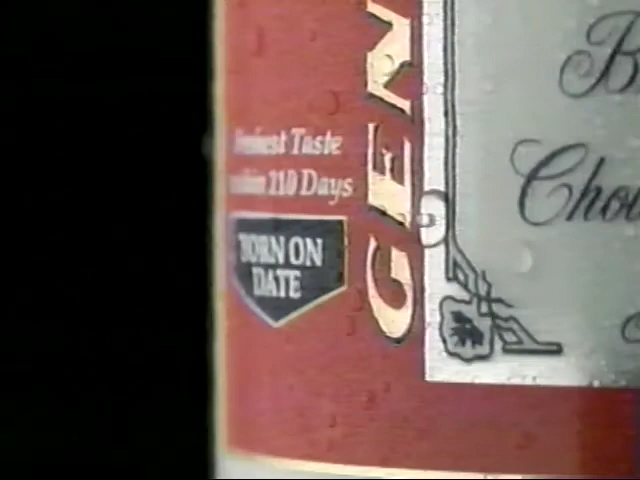 Freshest Taste
Within 110 Days
BORN ON
DATE
GEN
B
Cho